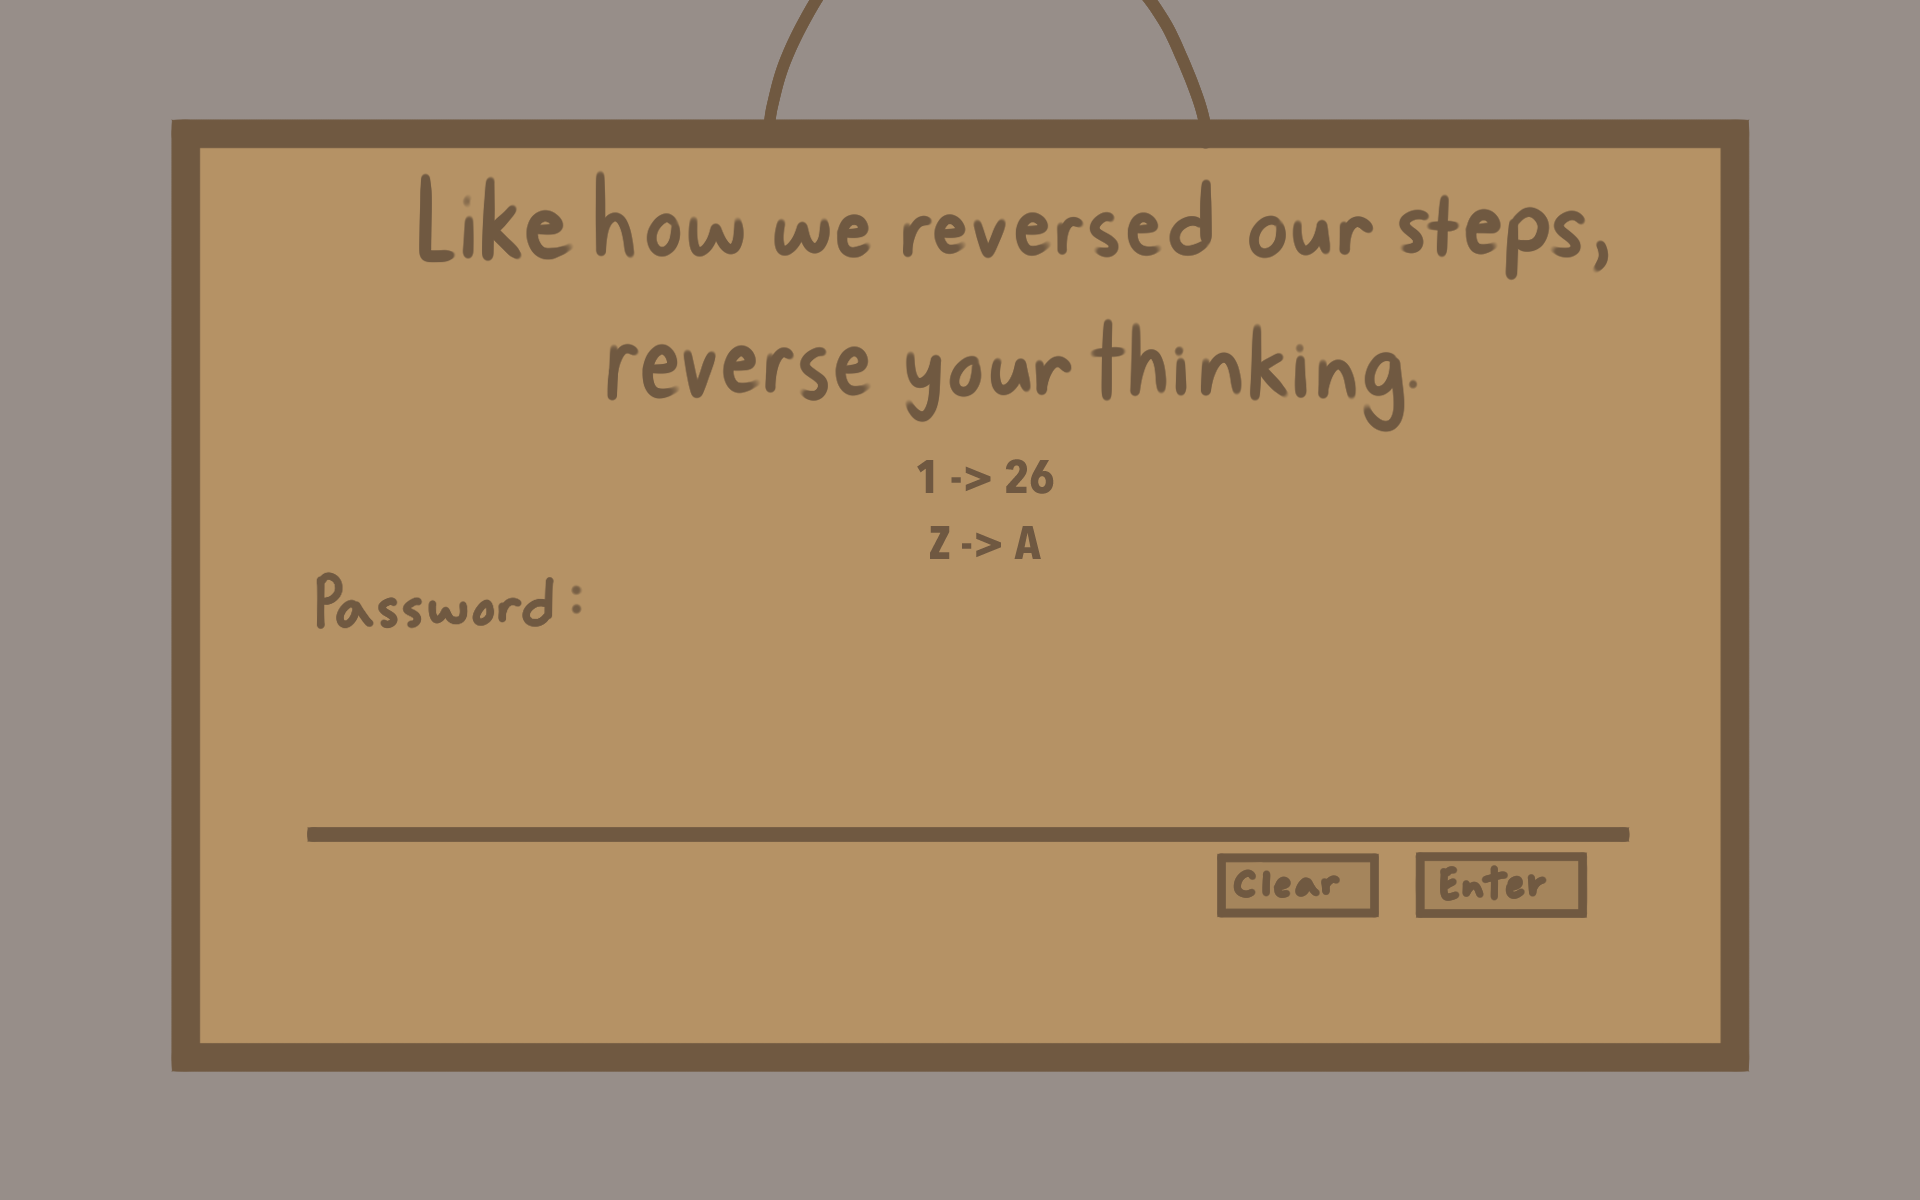 Like how we reversed our steps,
reverse your thinking.
1 -> 26
Z -> A
Password:
Clear Enter